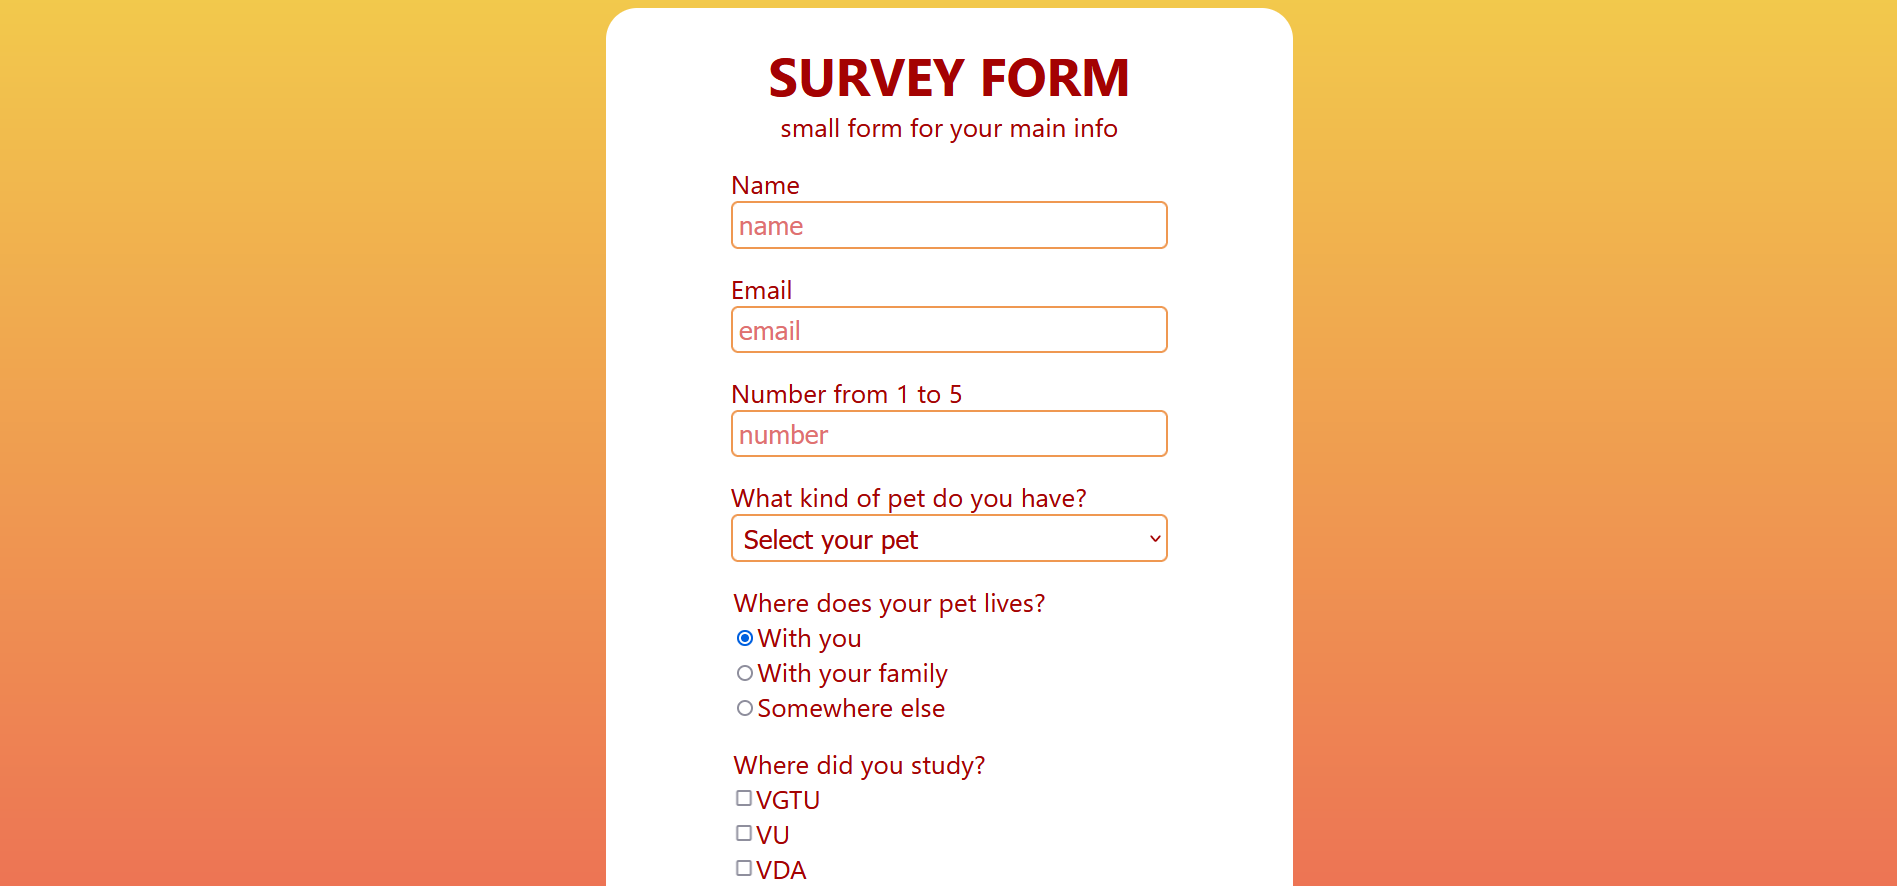 SURVEY FORM
small form for your main info
Name
name
Email
email
Number from 1 to 5
number
What kind of pet do you have?
Select your pet
Where does your pet lives?
With you
With your family
Somewhere else
Where did you study?
VGTU
VU
VDA